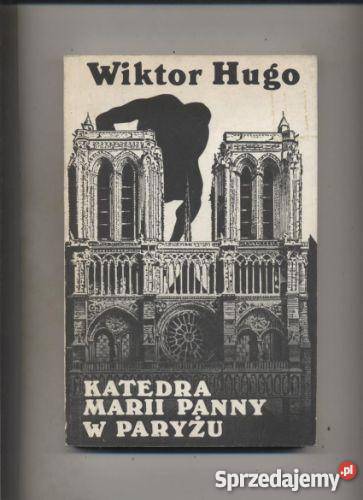 Wiktor Hugo
KATEDRA
MARII PANNY
W PARYŻU
Sprzedajemy.pl